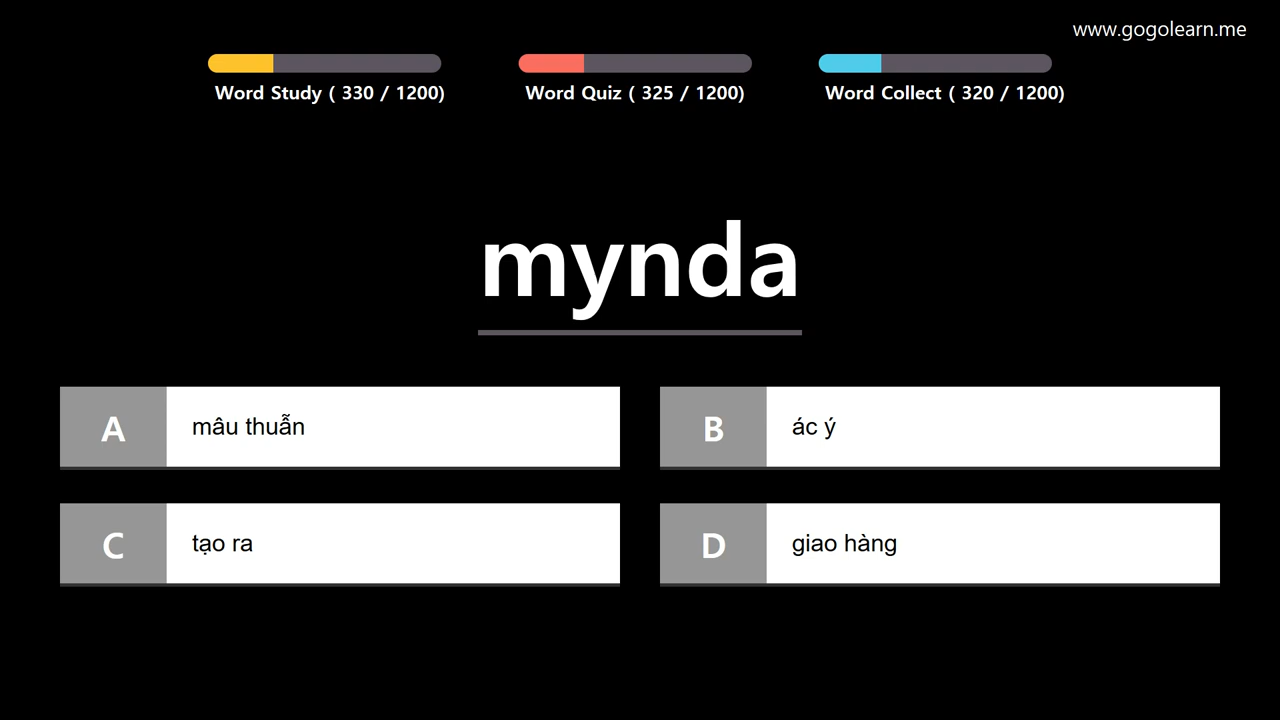 www.gogolearn.me
Word Study ( 330 / 1200)
Word Quiz ( 325 / 1200)
Word Collect ( 320 / 1200)
mynda
A
mâu thuẫn
B
ác ý
C
tạo ra
D
giao hàng